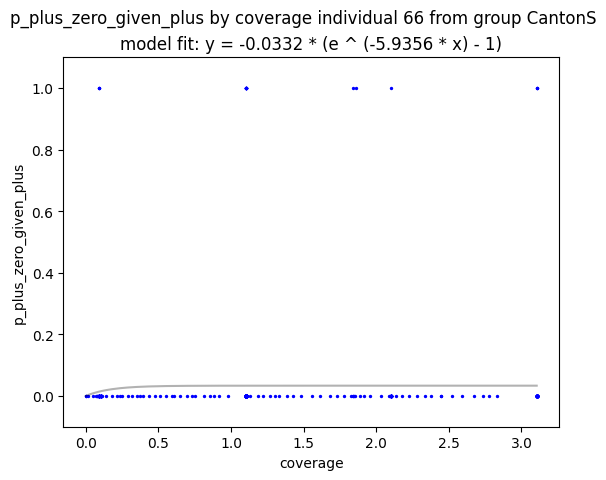 p_plus_zero_given_plus by coverage individual 66 from group CantonS
model fit: y = -0.0332 * (e ^ (-5.9356 * x) - 1)
1.0
0.8
0.6
0.4
0.2
0.0
p_plus_zero_given_plus
0.0 0.5 1.0 1.5 2.0 2.5 3.0
coverage